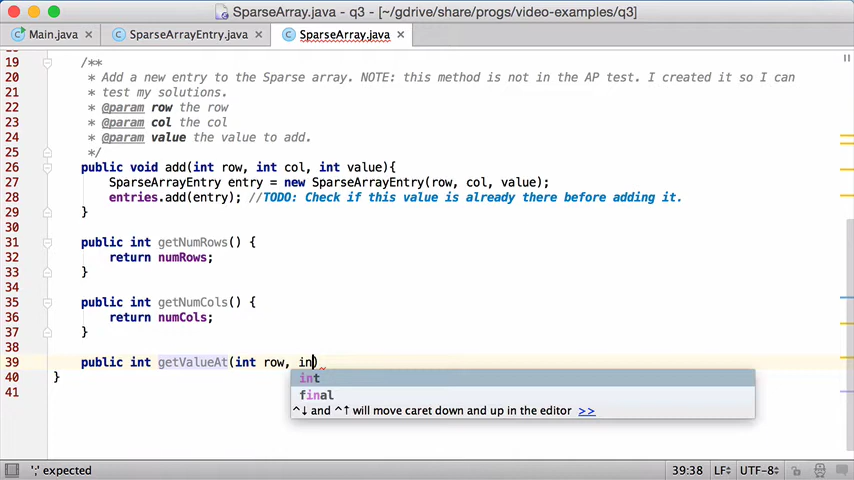 SparseArray.java - q3 - [~/gdrive/share/progs/video-examples/q3]
Main.java SparseArrayEntry.java SparseArray.java
19 /**
20 * Add a new entry to the Sparse array. NOTE: this method is not in the AP test. I created it so I can
21 * test my solutions.
22 * @param row the row
23 * @param col the col
24 * @param value the value to add.
25 */
26 public void add(int row, int col, int value){
27 SparseArrayEntry entry = new SparseArrayEntry(row, col, value);
28 entries.add(entry); //TODO: Check if this value is already there before adding it.
29 }
30
31 public int getNumRows() {
32 return numRows;
33 }
34
35 public int getNumCols() {
36 return numCols;
37 }
38
39 public int getValueAt(int row, in)
int
40 }
final
41
^↓ and ^↑ will move caret down and up in the editor >>
';' expected 39:38 LF÷ UTF-8÷